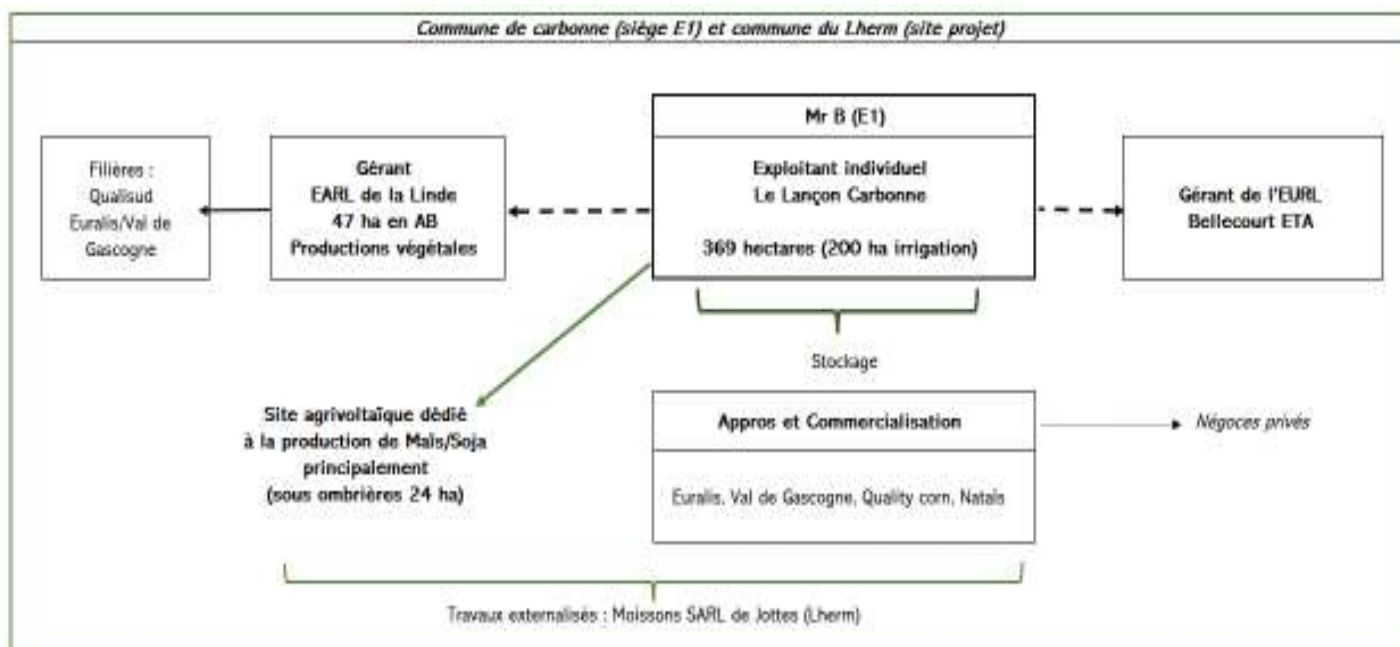 Commune de carbonne (siège E1) et commune du Lherm (site projet)
Filières :
Qualisud
Euralis/Val de
Gascogne
Gérant
EARL de la Linde
47 ha en AB
Productions végétales
Mr B (E1)
Exploitant individuel
Le Lançon Carbonne
369 hectares (200 ha irrigation)
Gérant de l'EURL
Bellecourt ETA
Stockage
Site agrivoltaïque dédié
à la production de Maïs/Soja
principalement
(sous ombrières 24 ha)
Appros et Commercialisation
Euralis, Val de Gascogne, Quality corn, Nataïs
Négoces privés
Travaux externalisés : Moissons SARL de Jottes (Lherm)